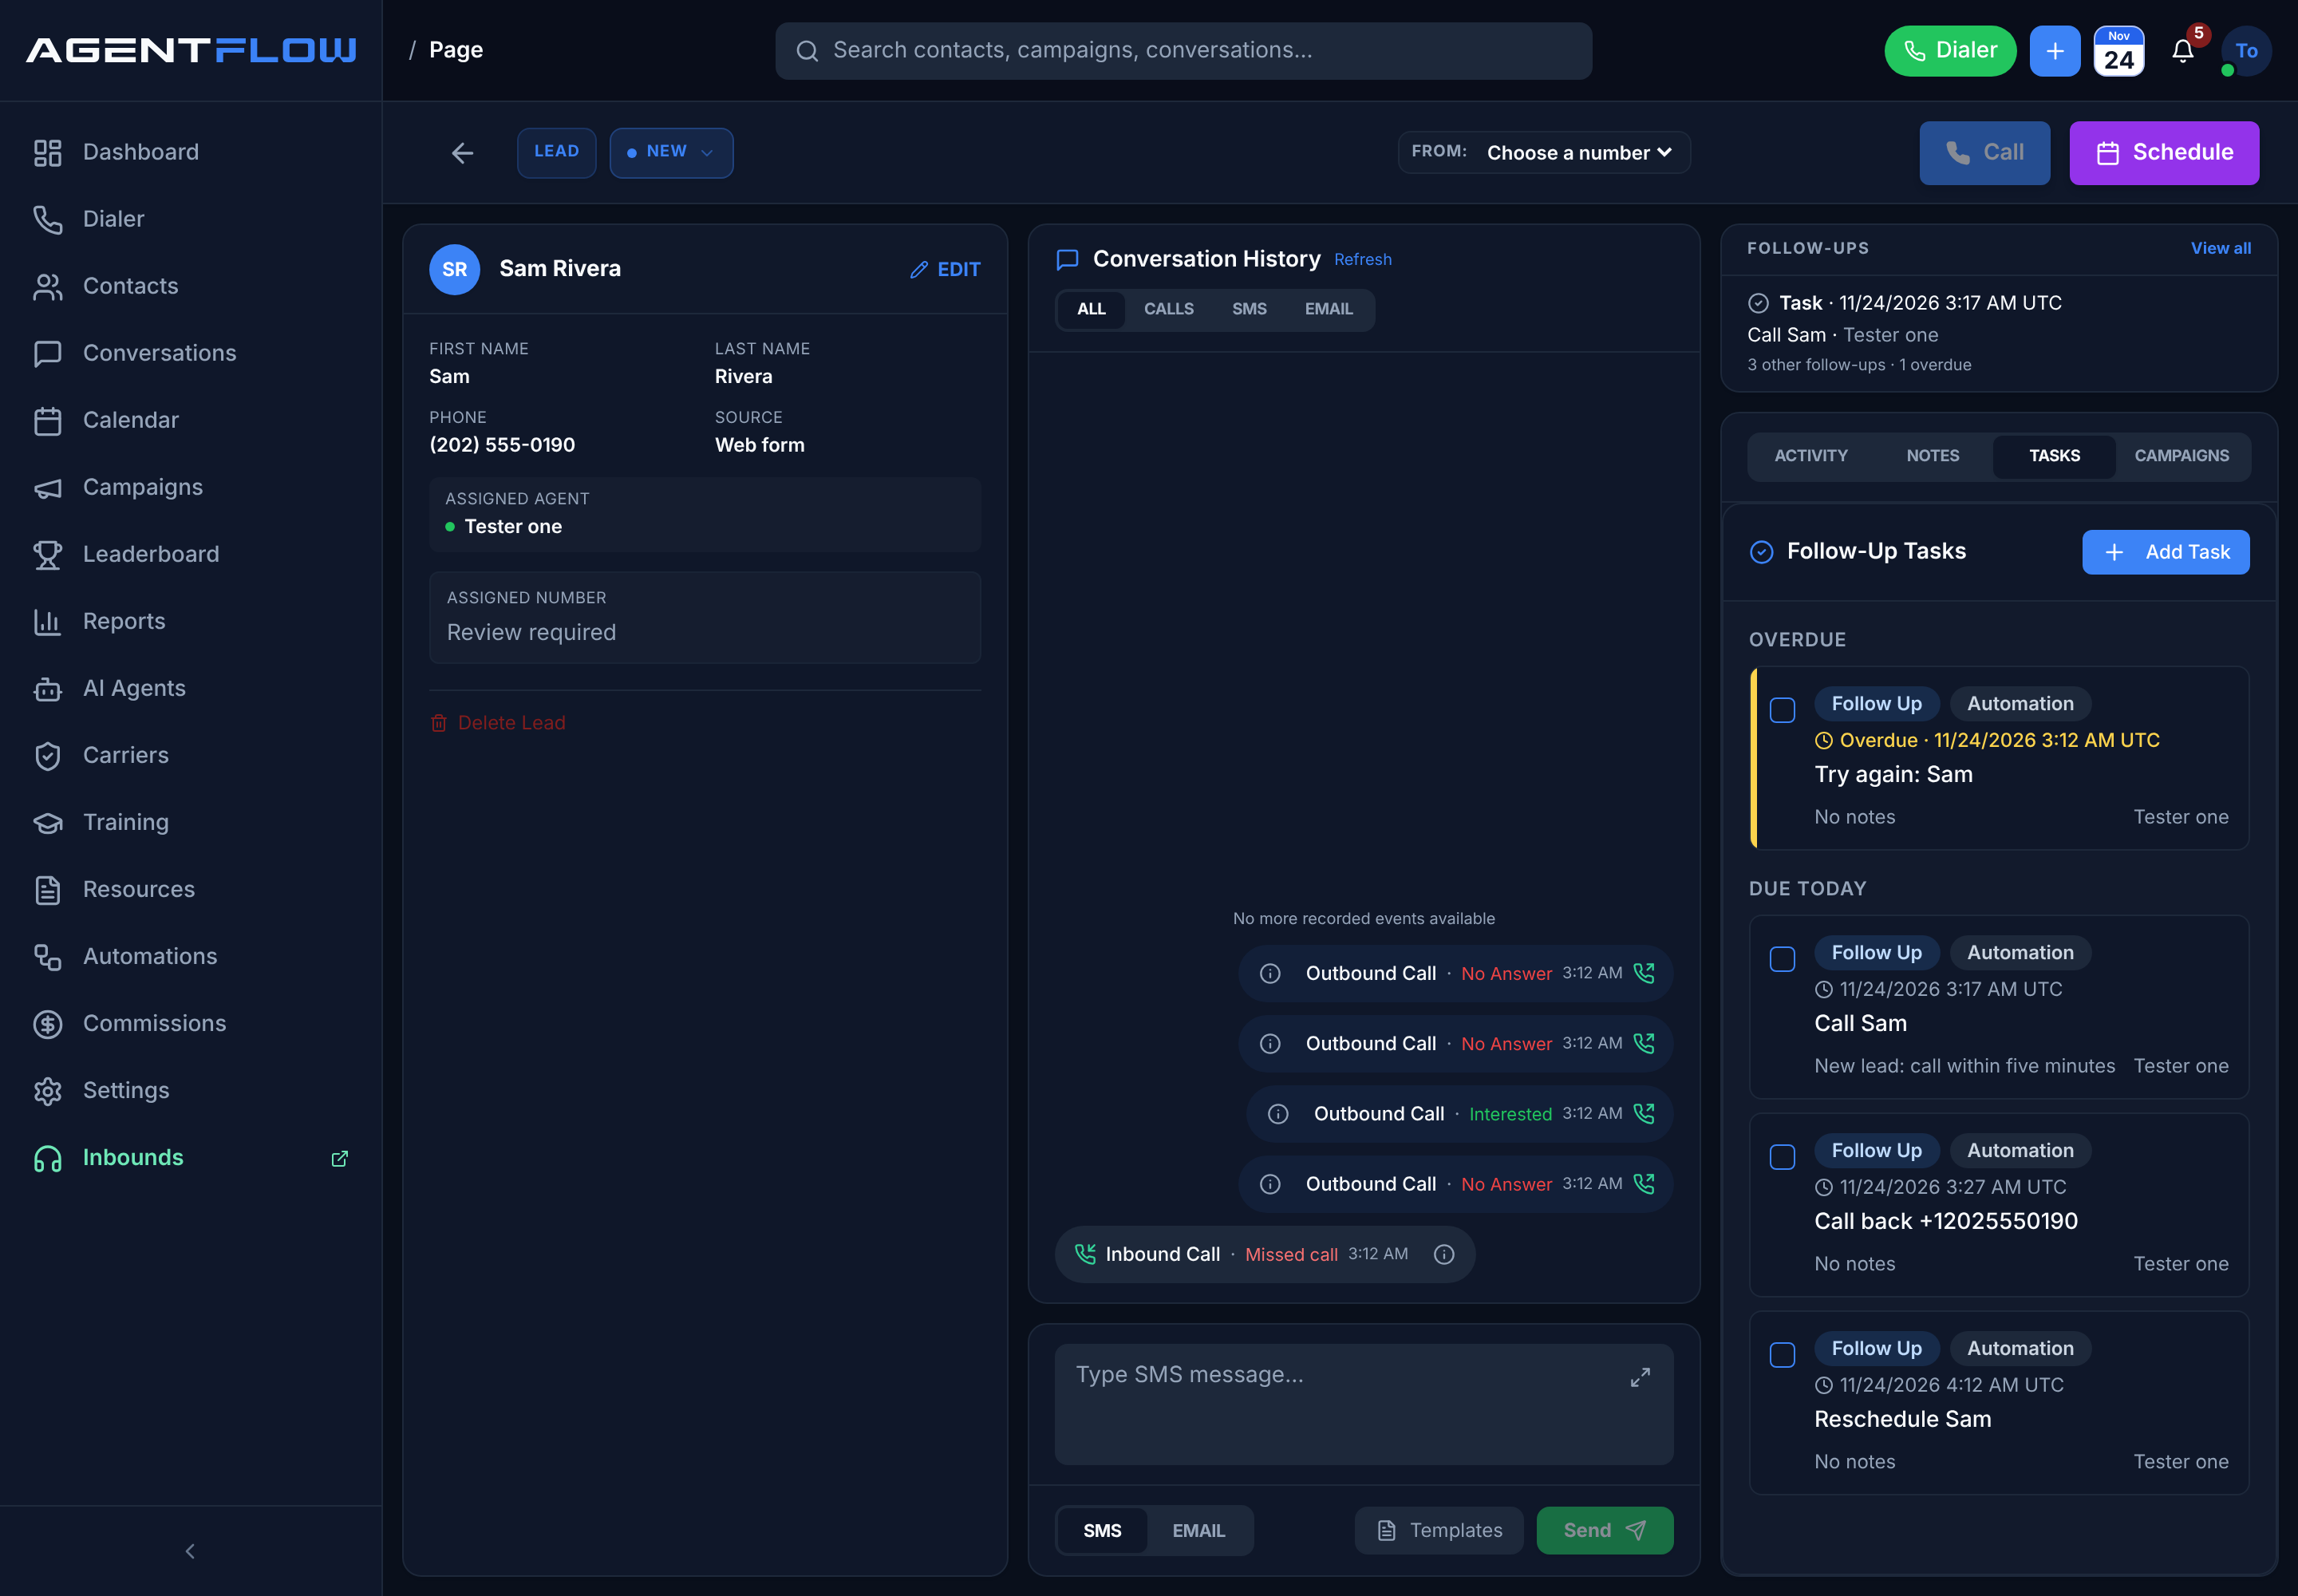 AGENTFLOW
/ Page
Search contacts, campaigns, conversations...
Dialer
Nov
24
5
To
Dashboard
Dialer
Contacts
Conversations
Calendar
Campaigns
Leaderboard
Reports
AI Agents
Carriers
Training
Resources
Automations
Commissions
Settings
Inbounds
LEAD
NEW
FROM: Choose a number
Call
Schedule
SR
Sam Rivera
EDIT
FIRST NAME
Sam
LAST NAME
Rivera
PHONE
(202) 555-0190
SOURCE
Web form
ASSIGNED AGENT
Tester one
ASSIGNED NUMBER
Review required
Delete Lead
Conversation History Refresh
ALL CALLS SMS EMAIL
No more recorded events available
Outbound Call · No Answer 3:12 AM
Outbound Call · No Answer 3:12 AM
Outbound Call · Interested 3:12 AM
Outbound Call · No Answer 3:12 AM
Inbound Call · Missed call 3:12 AM
Type SMS message...
SMS EMAIL
Templates
Send
FOLLOW-UPS View all
Task · 11/24/2026 3:17 AM UTC
Call Sam · Tester one
3 other follow-ups · 1 overdue
ACTIVITY NOTES TASKS CAMPAIGNS
Follow-Up Tasks
Add Task
OVERDUE
Follow Up Automation
Overdue · 11/24/2026 3:12 AM UTC
Try again: Sam
No notes Tester one
DUE TODAY
Follow Up Automation
11/24/2026 3:17 AM UTC
Call Sam
New lead: call within five minutes Tester one
Follow Up Automation
11/24/2026 3:27 AM UTC
Call back +12025550190
No notes Tester one
Follow Up Automation
11/24/2026 4:12 AM UTC
Reschedule Sam
No notes Tester one